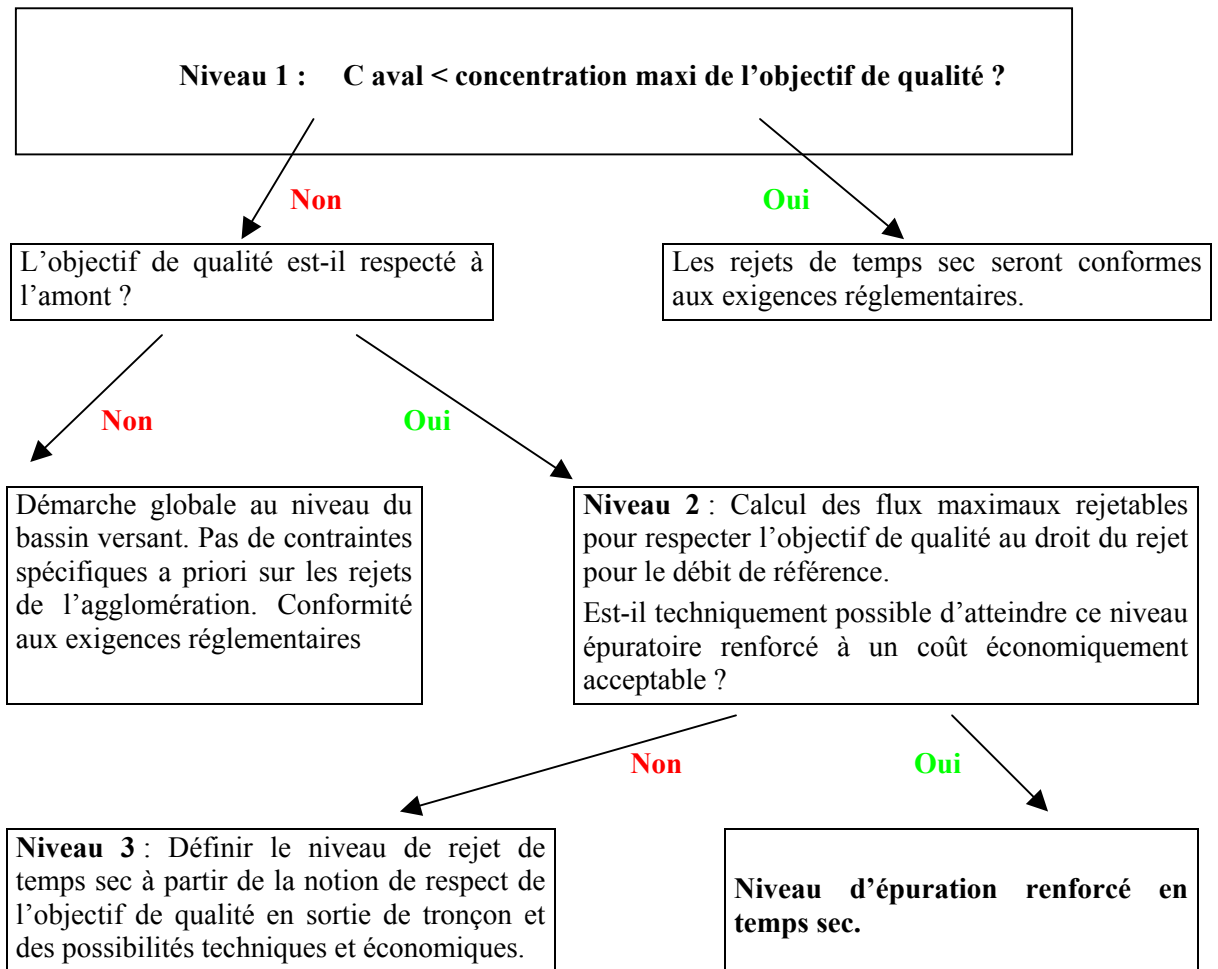 Niveau 1 : C aval < concentration maxi de l’objectif de qualité ?
Non
Oui
L’objectif de qualité est-il respecté à
l’amont ?
Les rejets de temps sec seront conformes
aux exigences réglementaires.
Non
Oui
Démarche globale au niveau du
bassin versant. Pas de contraintes
spécifiques a priori sur les rejets
de l’agglomération. Conformité
aux exigences réglementaires
Niveau 2 : Calcul des flux maximaux rejetables
pour respecter l’objectif de qualité au droit du rejet
pour le débit de référence.
Est-il techniquement possible d’atteindre ce niveau
épuratoire renforcé à un coût économiquement
acceptable ?
Non
Oui
Niveau 3 : Définir le niveau de rejet de
temps sec à partir de la notion de respect de
l’objectif de qualité en sortie de tronçon et
des possibilités techniques et économiques.
Niveau d’épuration renforcé en
temps sec.